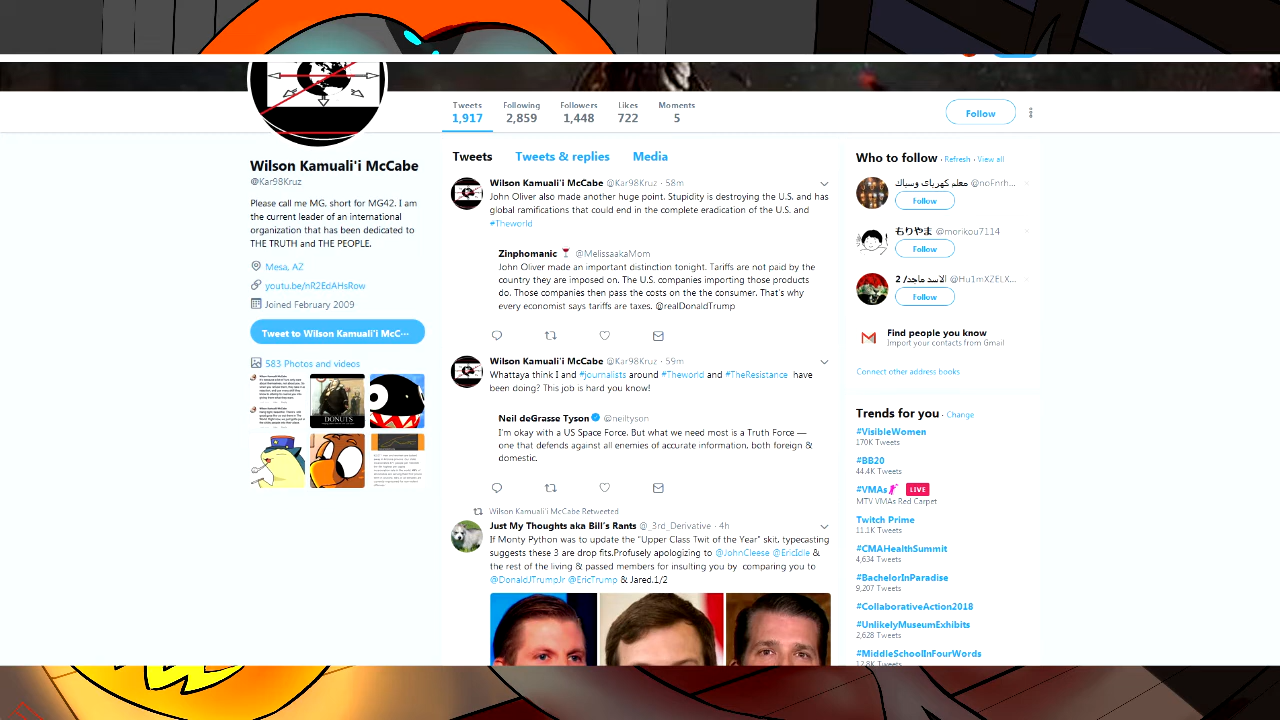 Tweets Following Followers Likes Moments
1,917 2,859 1,448 722 5
Follow
Wilson Kamuali'i McCabe
@Kar98Kruz
Please call me MG, short for MG42. I am
the current leader of an international
organization that has been dedicated to
THE TRUTH and THE PEOPLE.
Mesa, AZ
youtu.be/nR2EdAHsRow
Joined February 2009
Tweet to Wilson Kamuali'i McC···
583 Photos and videos
DONUTS
Tweets Tweets & replies Media
Wilson Kamuali'i McCabe @Kar98Kruz · 58m
John Oliver also made another huge point. Stupidity is destroying the U.S. and has
global ramifications that could end in the complete eradication of the U.S. and
#Theworld
Zinphomanic 🍷 @MelissaakaMom
John Oliver made an important distinction tonight. Tariffs are not paid by the
country they are imposed on. The U.S. companies importing those products
do. Those companies then pass the costs on the the consumer. That's why
every economist says tariffs are taxes. @realDonaldTrump
Wilson Kamuali'i McCabe @Kar98Kruz · 59m
Whattaya think I and #journalists around #Theworld and #TheResistance have
been doing? This job is hard you know!
Neil deGrasse Tyson @neiltyson
I'm okay with a US Space Force. But what we need most is a Truth Force —
one that defends against all enemies of accurate information, both foreign &
domestic.
Wilson Kamuali'i McCabe Retweeted
Just My Thoughts aka Bill's Rants @_3rd_Derivative · 4h
If Monty Python was to update the "Upper Class Twit of the Year" skit, typecasting
suggests these 3 are drop fits.Profusely apologizing to @JohnCleese @EricIdle &
the rest of the living & passed members for insulting you by comparing you to
@DonaldJTrumpJr @EricTrump & Jared.1/2
Who to follow · Refresh · View all
معلم كهرباى وسباك @noFnrh...
Follow
もりやま @morikou7114
Follow
الاسد ماجد/ 2 @Hu1mXZELX...
Follow
Find people you know
Import your contacts from Gmail
Connect other address books
Trends for you · Change
#VisibleWomen
170K Tweets
#BB20
44.4K Tweets
#VMAs LIVE
MTV VMAs Red Carpet
Twitch Prime
11.1K Tweets
#CMAHealthSummit
4,634 Tweets
#BachelorInParadise
9,207 Tweets
#CollaborativeAction2018
#UnlikelyMuseumExhibits
2,628 Tweets
#MiddleSchoolInFourWords
12.8K Tweets